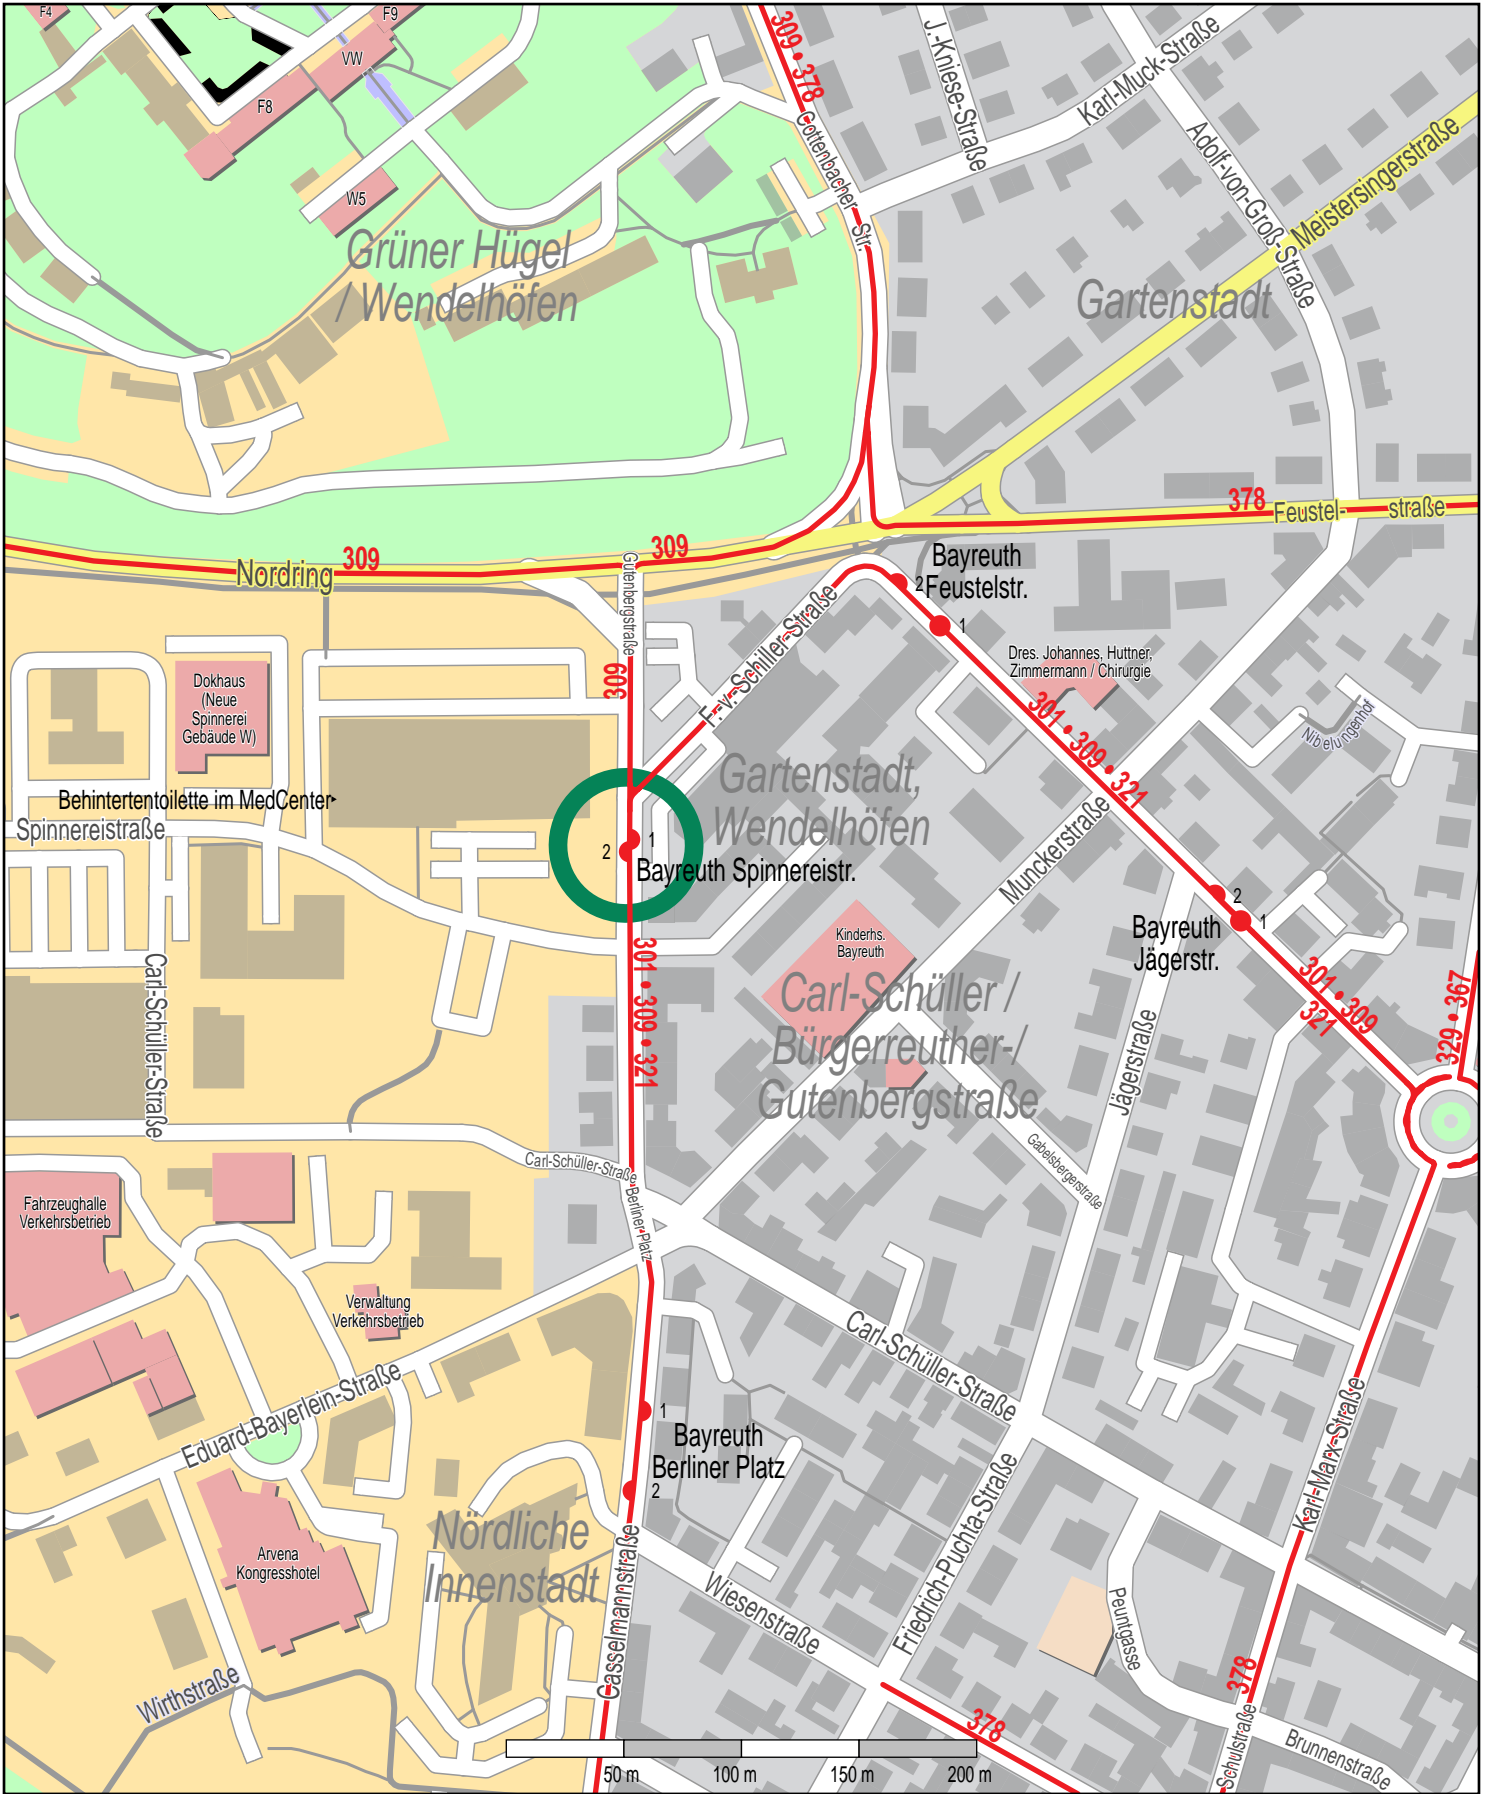 F4
F9
VW
F8
W5
309 • 378
J.-Kniese-Straße
Karl-Muck-Straße
Cottenbacher Str.
Adolf-von-Groß-Straße
Meistersingerstraße
Grüner Hügel
/ Wendelhöfen
Gartenstadt
378
Feustel-
straße
Nordring
309
309
Gutenbergstraße
Bayreuth
Feustelstr.
2
1
F.-v.-Schiller-Straße
309
Dokhaus
(Neue
Spinnerei
Gebäude W)
Dres. Johannes, Huttner,
Zimmermann / Chirurgie
301 • 309 • 321
Nibelungenhof
Gartenstadt,
Wendelhöfen
Behintertentoilette im MedCenter
Spinnereistraße
1
2
Bayreuth Spinnereistr.
Munckerstraße
2
1
Bayreuth
Jägerstr.
Kinderhs.
Bayreuth
301 • 309 • 321
Carl-Schüller-Straße
Carl-Schüller /
Bürgerreuther-/
Gutenbergstraße
301 • 309
321
329 • 367
Jägerstraße
Gabelsbergerstraße
Carl-Schüller-Straße
Berliner Platz
Fahrzeughalle
Verkehrsbetrieb
Verwaltung
Verkehrsbetrieb
Carl-Schüller-Straße
Eduard-Bayerlein-Straße
Karl-Marx-Straße
1
Bayreuth
Berliner Platz
2
Friedrich-Puchta-Straße
Nördliche
Innenstadt
Arvena
Kongresshotel
Casselmannstraße
Wiesenstraße
Peuntgasse
Wirthstraße
378
378
Schulstraße
Brunnenstraße
50 m
100 m
150 m
200 m